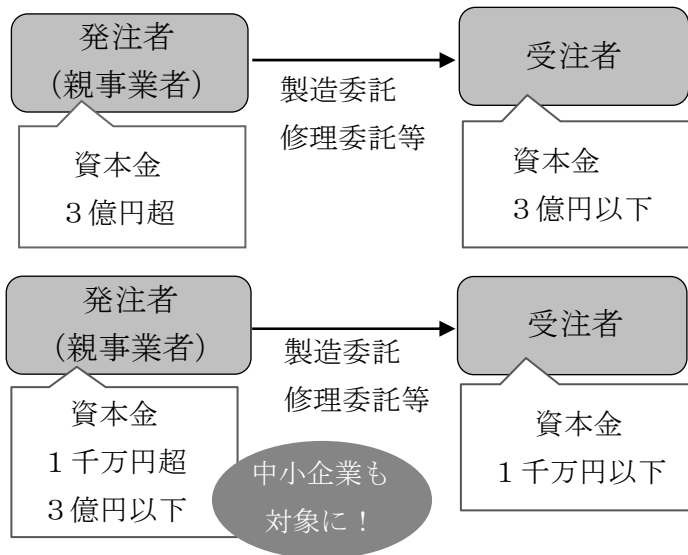 発注者
(親事業者)
製造委託
修理委託等
受注者
資本金
３億円超
資本金
３億円以下
発注者
(親事業者)
製造委託
修理委託等
受注者
資本金
１千万円超
３億円以下
中小企業も
対象に！
資本金
１千万円以下